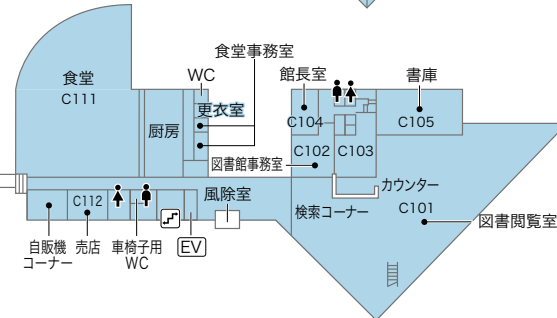 食堂事務室
食堂
C111
WC
更衣室
厨房
館長室
書庫
C104
C105
C102
C103
図書館事務室
カウンター
風除室
検索コーナー
C101
図書閲覧室
C112
EV
自販機
コーナー
売店
車椅子用
WC